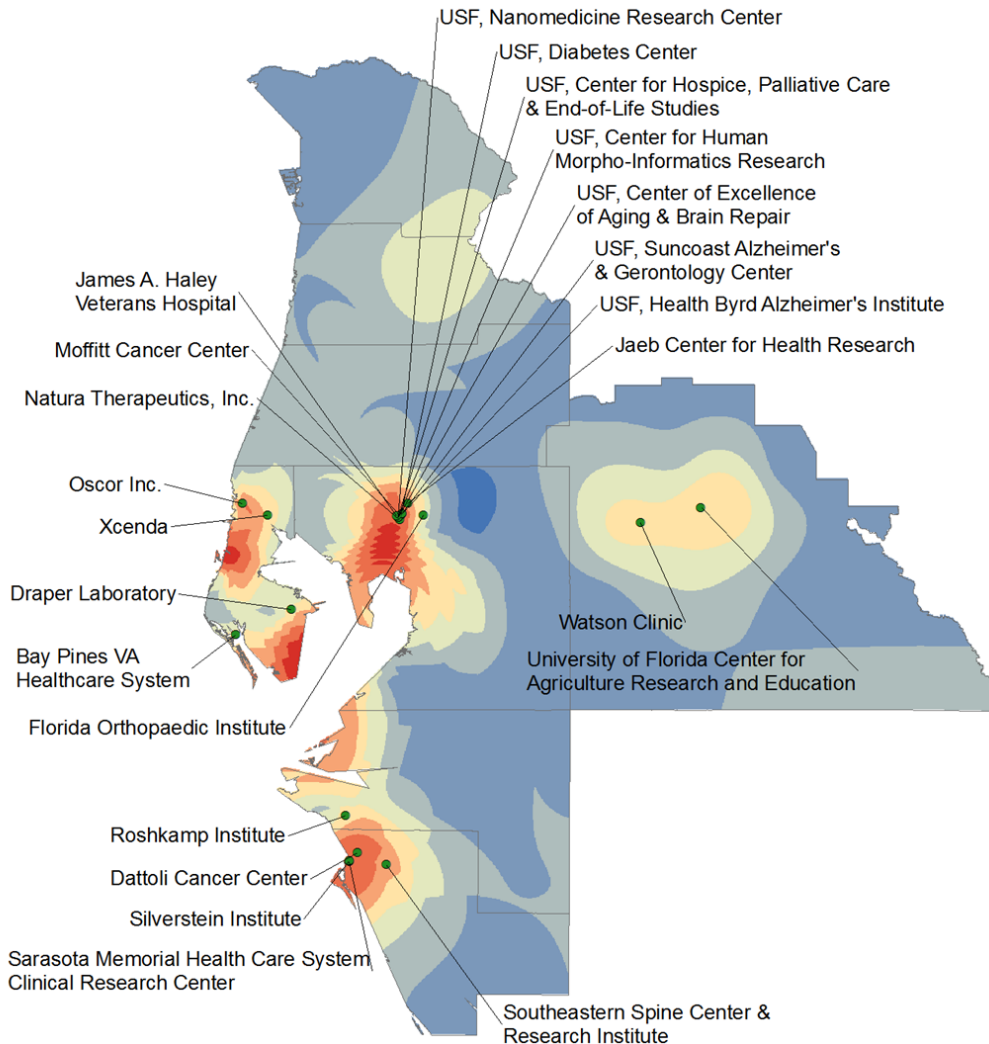 USF, Nanomedicine Research Center
USF, Diabetes Center
USF, Center for Hospice, Palliative Care
& End-of-Life Studies
USF, Center for Human
Morpho-Informatics Research
USF, Center of Excellence
of Aging & Brain Repair
USF, Suncoast Alzheimer's
& Gerontology Center
USF, Health Byrd Alzheimer's Institute
Jaeb Center for Health Research
James A. Haley
Veterans Hospital
Moffitt Cancer Center
Natura Therapeutics, Inc.
Oscor Inc.
Xcenda
Draper Laboratory
Bay Pines VA
Healthcare System
Florida Orthopaedic Institute
Watson Clinic
University of Florida Center for
Agriculture Research and Education
Roshkamp Institute
Dattoli Cancer Center
Silverstein Institute
Sarasota Memorial Health Care System
Clinical Research Center
Southeastern Spine Center &
Research Institute